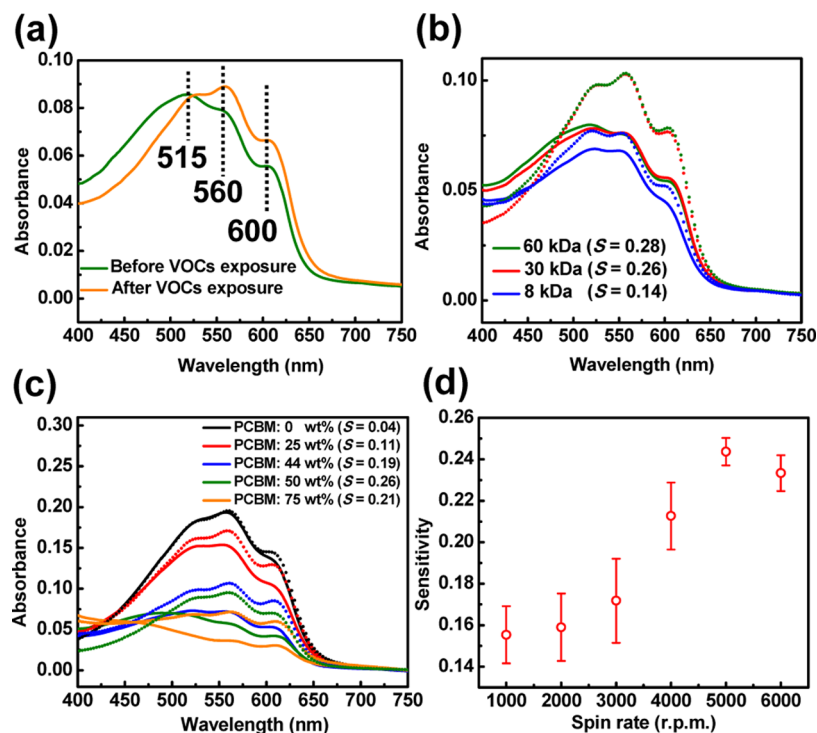 (a)
0.10
0.08
0.06
0.04
0.02
0.00
Absorbance
515
560
600
Before VOCs exposure
After VOCs exposure
400 450 500 550 600 650 700 750
Wavelength (nm)
(b)
0.10
0.05
0.00
Absorbance
60 kDa (S = 0.28)
30 kDa (S = 0.26)
8 kDa (S = 0.14)
400 450 500 550 600 650 700 750
Wavelength (nm)
(c)
0.30
0.25
0.20
0.15
0.10
0.05
0.00
Absorbance
PCBM: 0 wt% (S = 0.04)
PCBM: 25 wt% (S = 0.11)
PCBM: 44 wt% (S = 0.19)
PCBM: 50 wt% (S = 0.26)
PCBM: 75 wt% (S = 0.21)
400 450 500 550 600 650 700 750
Wavelength (nm)
(d)
0.26
0.24
0.22
0.20
0.18
0.16
0.14
Sensitivity
1000 2000 3000 4000 5000 6000
Spin rate (r.p.m.)